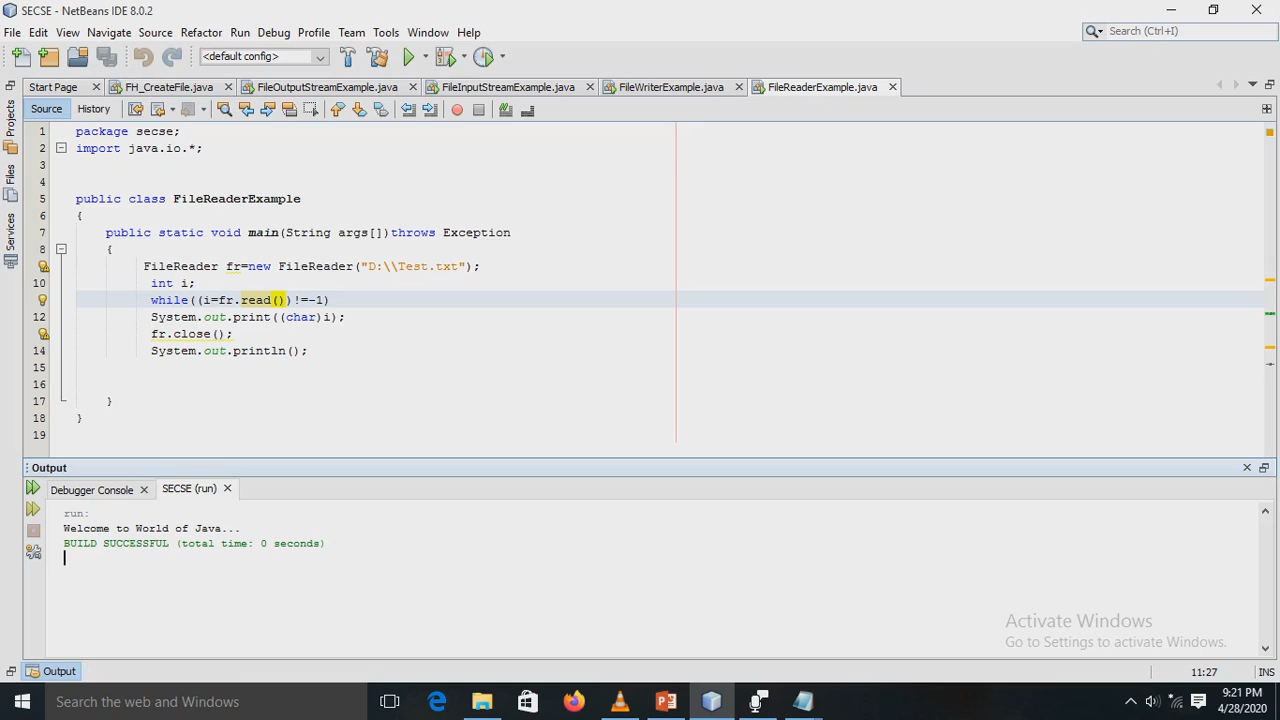 SECSE - NetBeans IDE 8.0.2
File Edit View Navigate Source Refactor Run Debug Profile Team Tools Window Help
Search (Ctrl+I)
<default config>
Start Page FH_CreateFile.java FileOutputStreamExample.java FileInputStreamExample.java FileWriterExample.java FileReaderExample.java
Source History
Projects
Files
Services
1 package secse;
2 import java.io.*;
3
4
5 public class FileReaderExample
6 {
7 public static void main(String args[])throws Exception
8 {
FileReader fr=new FileReader("D:\\Test.txt");
10 int i;
while((i=fr.read())!=-1)
12 System.out.print((char)i);
fr.close();
14 System.out.println();
15
16
17 }
18 }
19
Output
Debugger Console SECSE (run)
run:
Welcome to World of Java...
BUILD SUCCESSFUL (total time: 0 seconds)
Activate Windows
Go to Settings to activate Windows.
Output 11:27 INS
Search the web and Windows
9:21 PM
4/28/2020